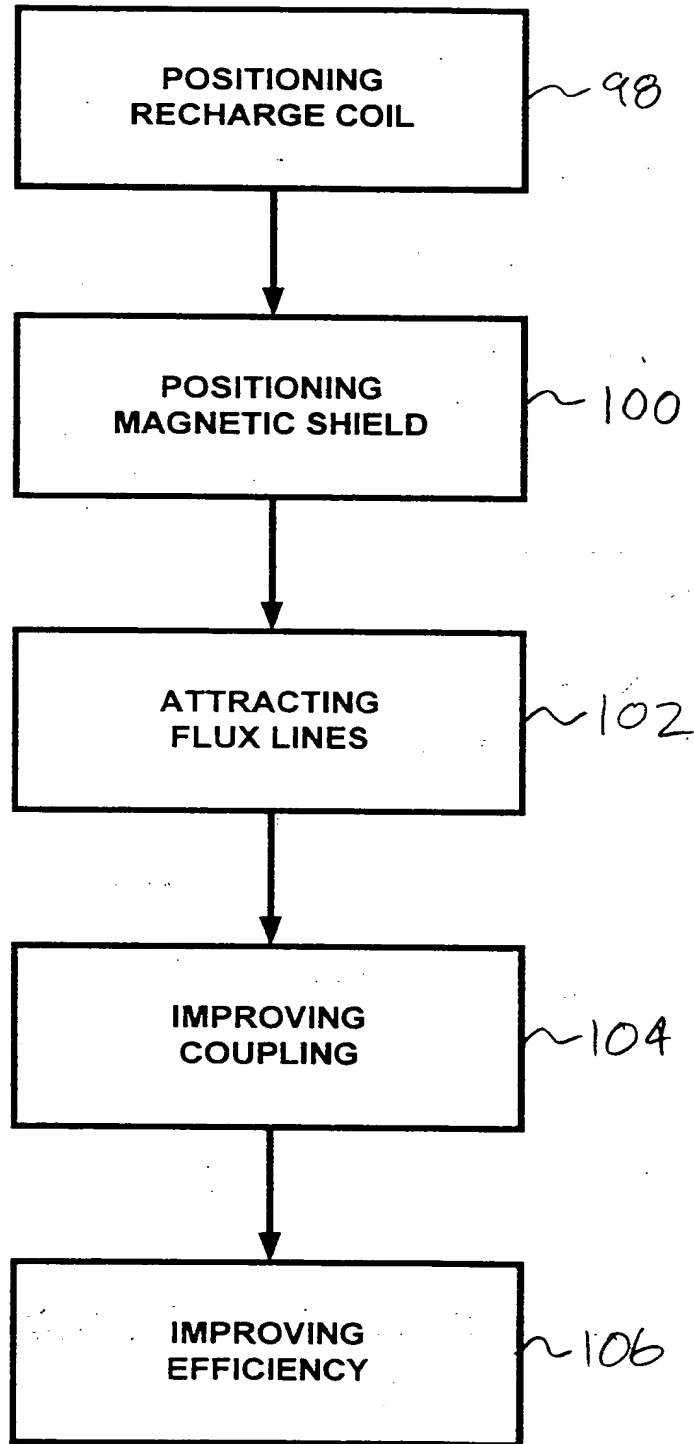 POSITIONING
RECHARGE COIL
98
POSITIONING
MAGNETIC SHIELD
100
ATTRACTING
FLUX LINES
102
IMPROVING
COUPLING
104
IMPROVING
EFFICIENCY
106